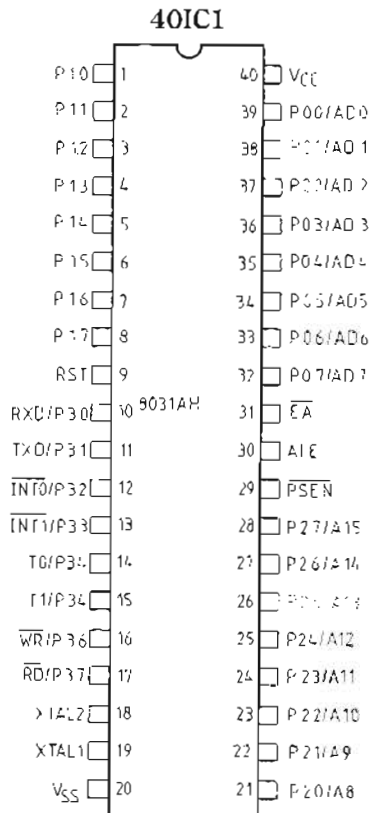 40IC1
P10 1 40 VCC
P11 2 39 P00/AD0
P12 3 38 P01/AD1
P13 4 37 P02/AD2
P14 5 36 P03/AD3
P15 6 35 P04/AD4
P16 7 34 P05/AD5
P17 8 33 P06/AD6
RST 9 32 P07/AD7
RXD/P30 10 8031AH 31 EA
TXD/P31 11 30 ALE
INT0/P32 12 29 PSEN
INT1/P33 13 28 P27/A15
T0/P34 14 27 P26/A14
T1/P34 15 26
WR/P36 16 25 P24/A12
RD/P37 17 24 P23/A11
XTAL2 18 23 P22/A10
XTAL1 19 22 P21/A9
VSS 20 21 P20/A8